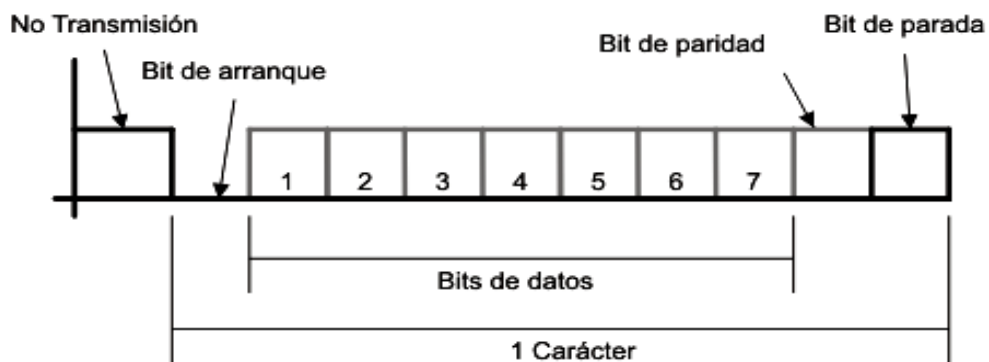 No Transmisión
Bit de arranque
Bit de paridad
Bit de parada
1 2 3 4 5 6 7
Bits de datos
1 Carácter